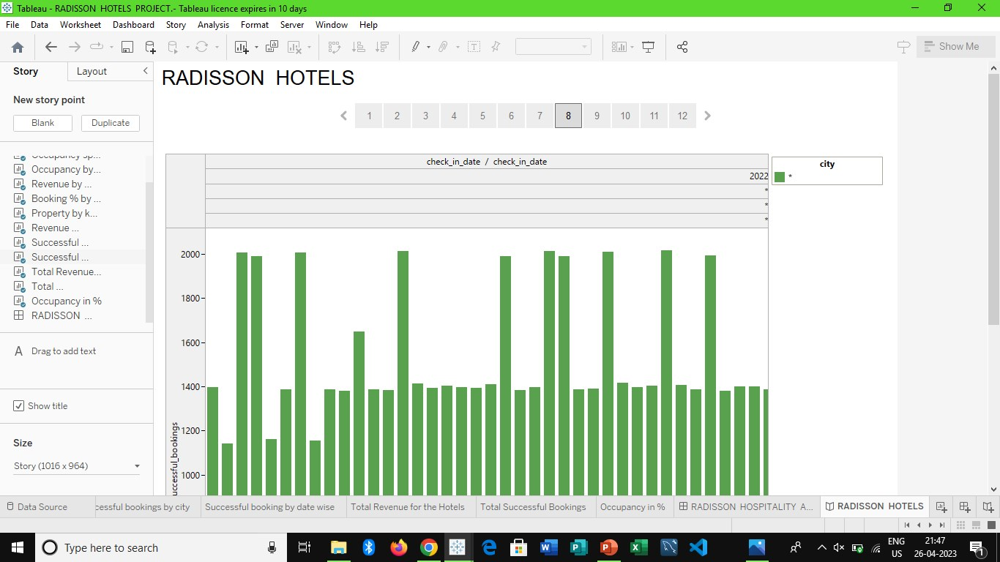 Tableau - RADISSON HOTELS PROJECT.- Tableau licence expires in 10 days
File Data Worksheet Dashboard Story Analysis Format Server Window Help
Show Me
Story Layout
New story point
Blank Duplicate
Occupancy sp...
Occupancy by...
Revenue by ...
Booking % by ...
Property by k...
Revenue ...
Successful ...
Successful ...
Total Revenue...
Total ...
Occupancy in %
RADISSON ...
A Drag to add text
Show title
Size
Story (1016 x 964)
RADISSON HOTELS
1 2 3 4 5 6 7 8 9 10 11 12
check_in_date / check_in_date
2022
*
*
*
city
*
2000
1800
1600
1400
1200
1000
uccessful_bookings
Data Source cessful bookings by city Successful booking by date wise Total Revenue for the Hotels Total Successful Bookings Occupancy in % RADISSON HOSPITALITY A... RADISSON HOTELS
Type here to search
ENG
US
21:47
26-04-2023
1